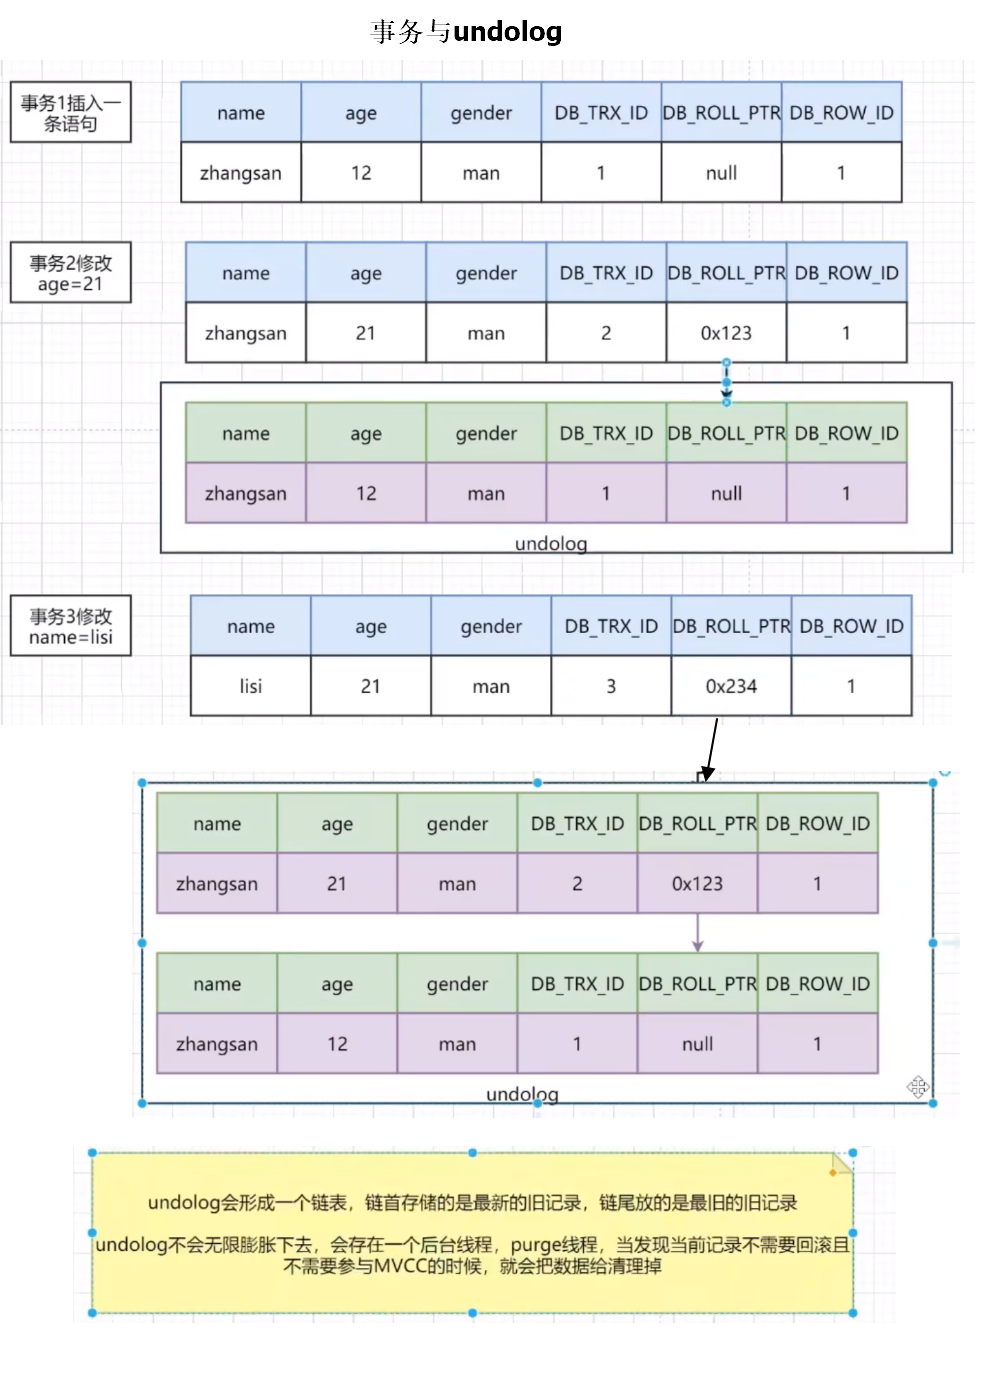 事务与undolog
事务1插入一
条语句
name age gender DB_TRX_ID DB_ROLL_PTR DB_ROW_ID
zhangsan 12 man 1 null 1
事务2修改
age=21
name age gender DB_TRX_ID DB_ROLL_PTR DB_ROW_ID
zhangsan 21 man 2 0x123 1
name age gender DB_TRX_ID DB_ROLL_PTR DB_ROW_ID
zhangsan 12 man 1 null 1
undolog
事务3修改
name=lisi
name age gender DB_TRX_ID DB_ROLL_PTR DB_ROW_ID
lisi 21 man 3 0x234 1
name age gender DB_TRX_ID DB_ROLL_PTR DB_ROW_ID
zhangsan 21 man 2 0x123 1
name age gender DB_TRX_ID DB_ROLL_PTR DB_ROW_ID
zhangsan 12 man 1 null 1
undolog
undolog会形成一个链表，链首存储的是最新的旧记录，链尾放的是最旧的旧记录
undolog不会无限膨胀下去，会存在一个后台线程，purge线程，当发现当前记录不需要回滚且
不需要参与MVCC的时候，就会把数据给清理掉